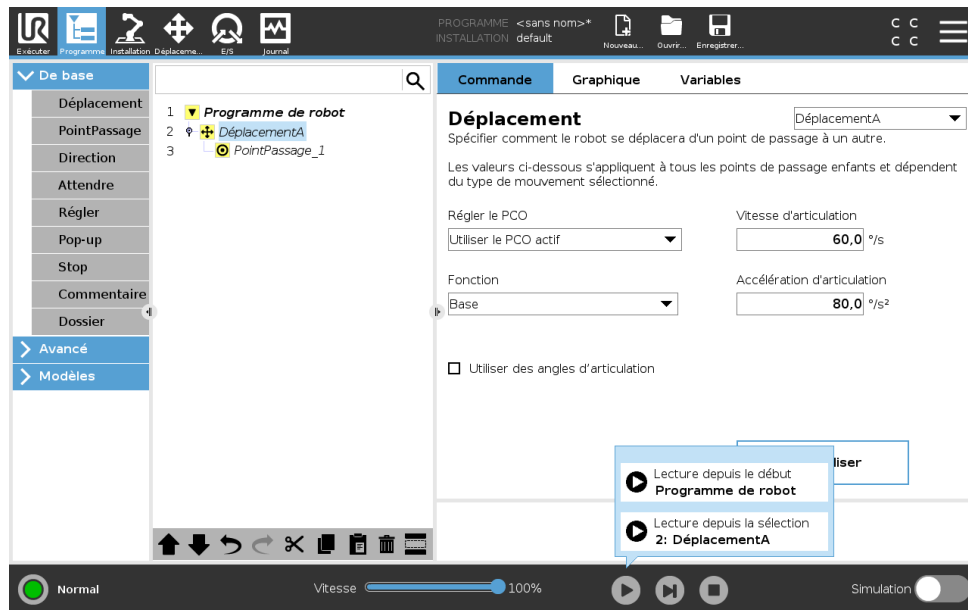 UR
PROGRAMME <sans nom>*
INSTALLATION default
Exécuter Programme Installation Déplaceme... E/S Journal Nouveau... Ouvrir... Enregistrer...
C C
C C
De base
Déplacement
PointPassage
Direction
Attendre
Régler
Pop-up
Stop
Commentaire
Dossier
Avancé
Modèles
1 Programme de robot
2 DéplacementA
3 PointPassage_1
Commande Graphique Variables
Déplacement DéplacementA
Spécifier comment le robot se déplacera d'un point de passage à un autre.
Les valeurs ci-dessous s'appliquent à tous les points de passage enfants et dépendent
du type de mouvement sélectionné.
Régler le PCO Vitesse d'articulation
Utiliser le PCO actif 60,0 °/s
Fonction Accélération d'articulation
Base 80,0 °/s²
Utiliser des angles d'articulation
liser
Lecture depuis le début
Programme de robot
Lecture depuis la sélection
2: DéplacementA
Normal Vitesse 100% Simulation